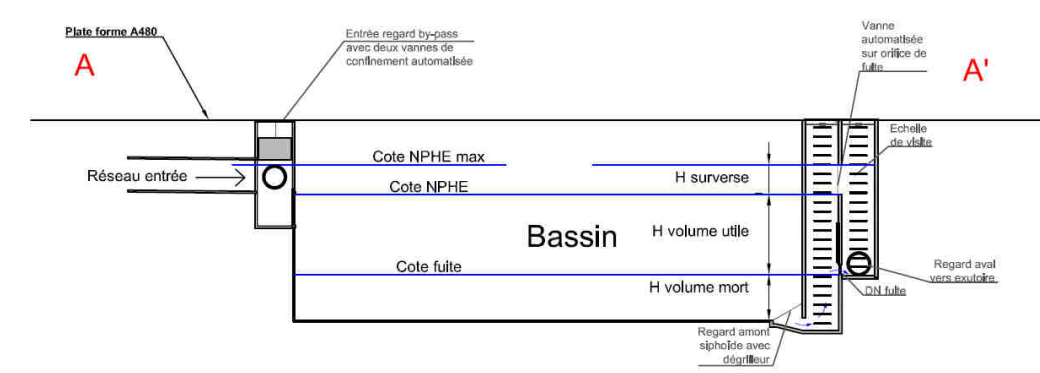 Plate forme A480
A
Entrée regard by-pass
avec deux vannes de
confinement automatisée
Vanne
automatisée
sur orifice de
fuite
A'
Echelle
de visite
Cote NPHE max
Réseau entrée
Cote NPHE
H surverse
Bassin
H volume utile
Cote fuite
H volume mort
Regard aval
vers exutoire
DN fuite
Regard amont
siphoïde avec
dégrilleur